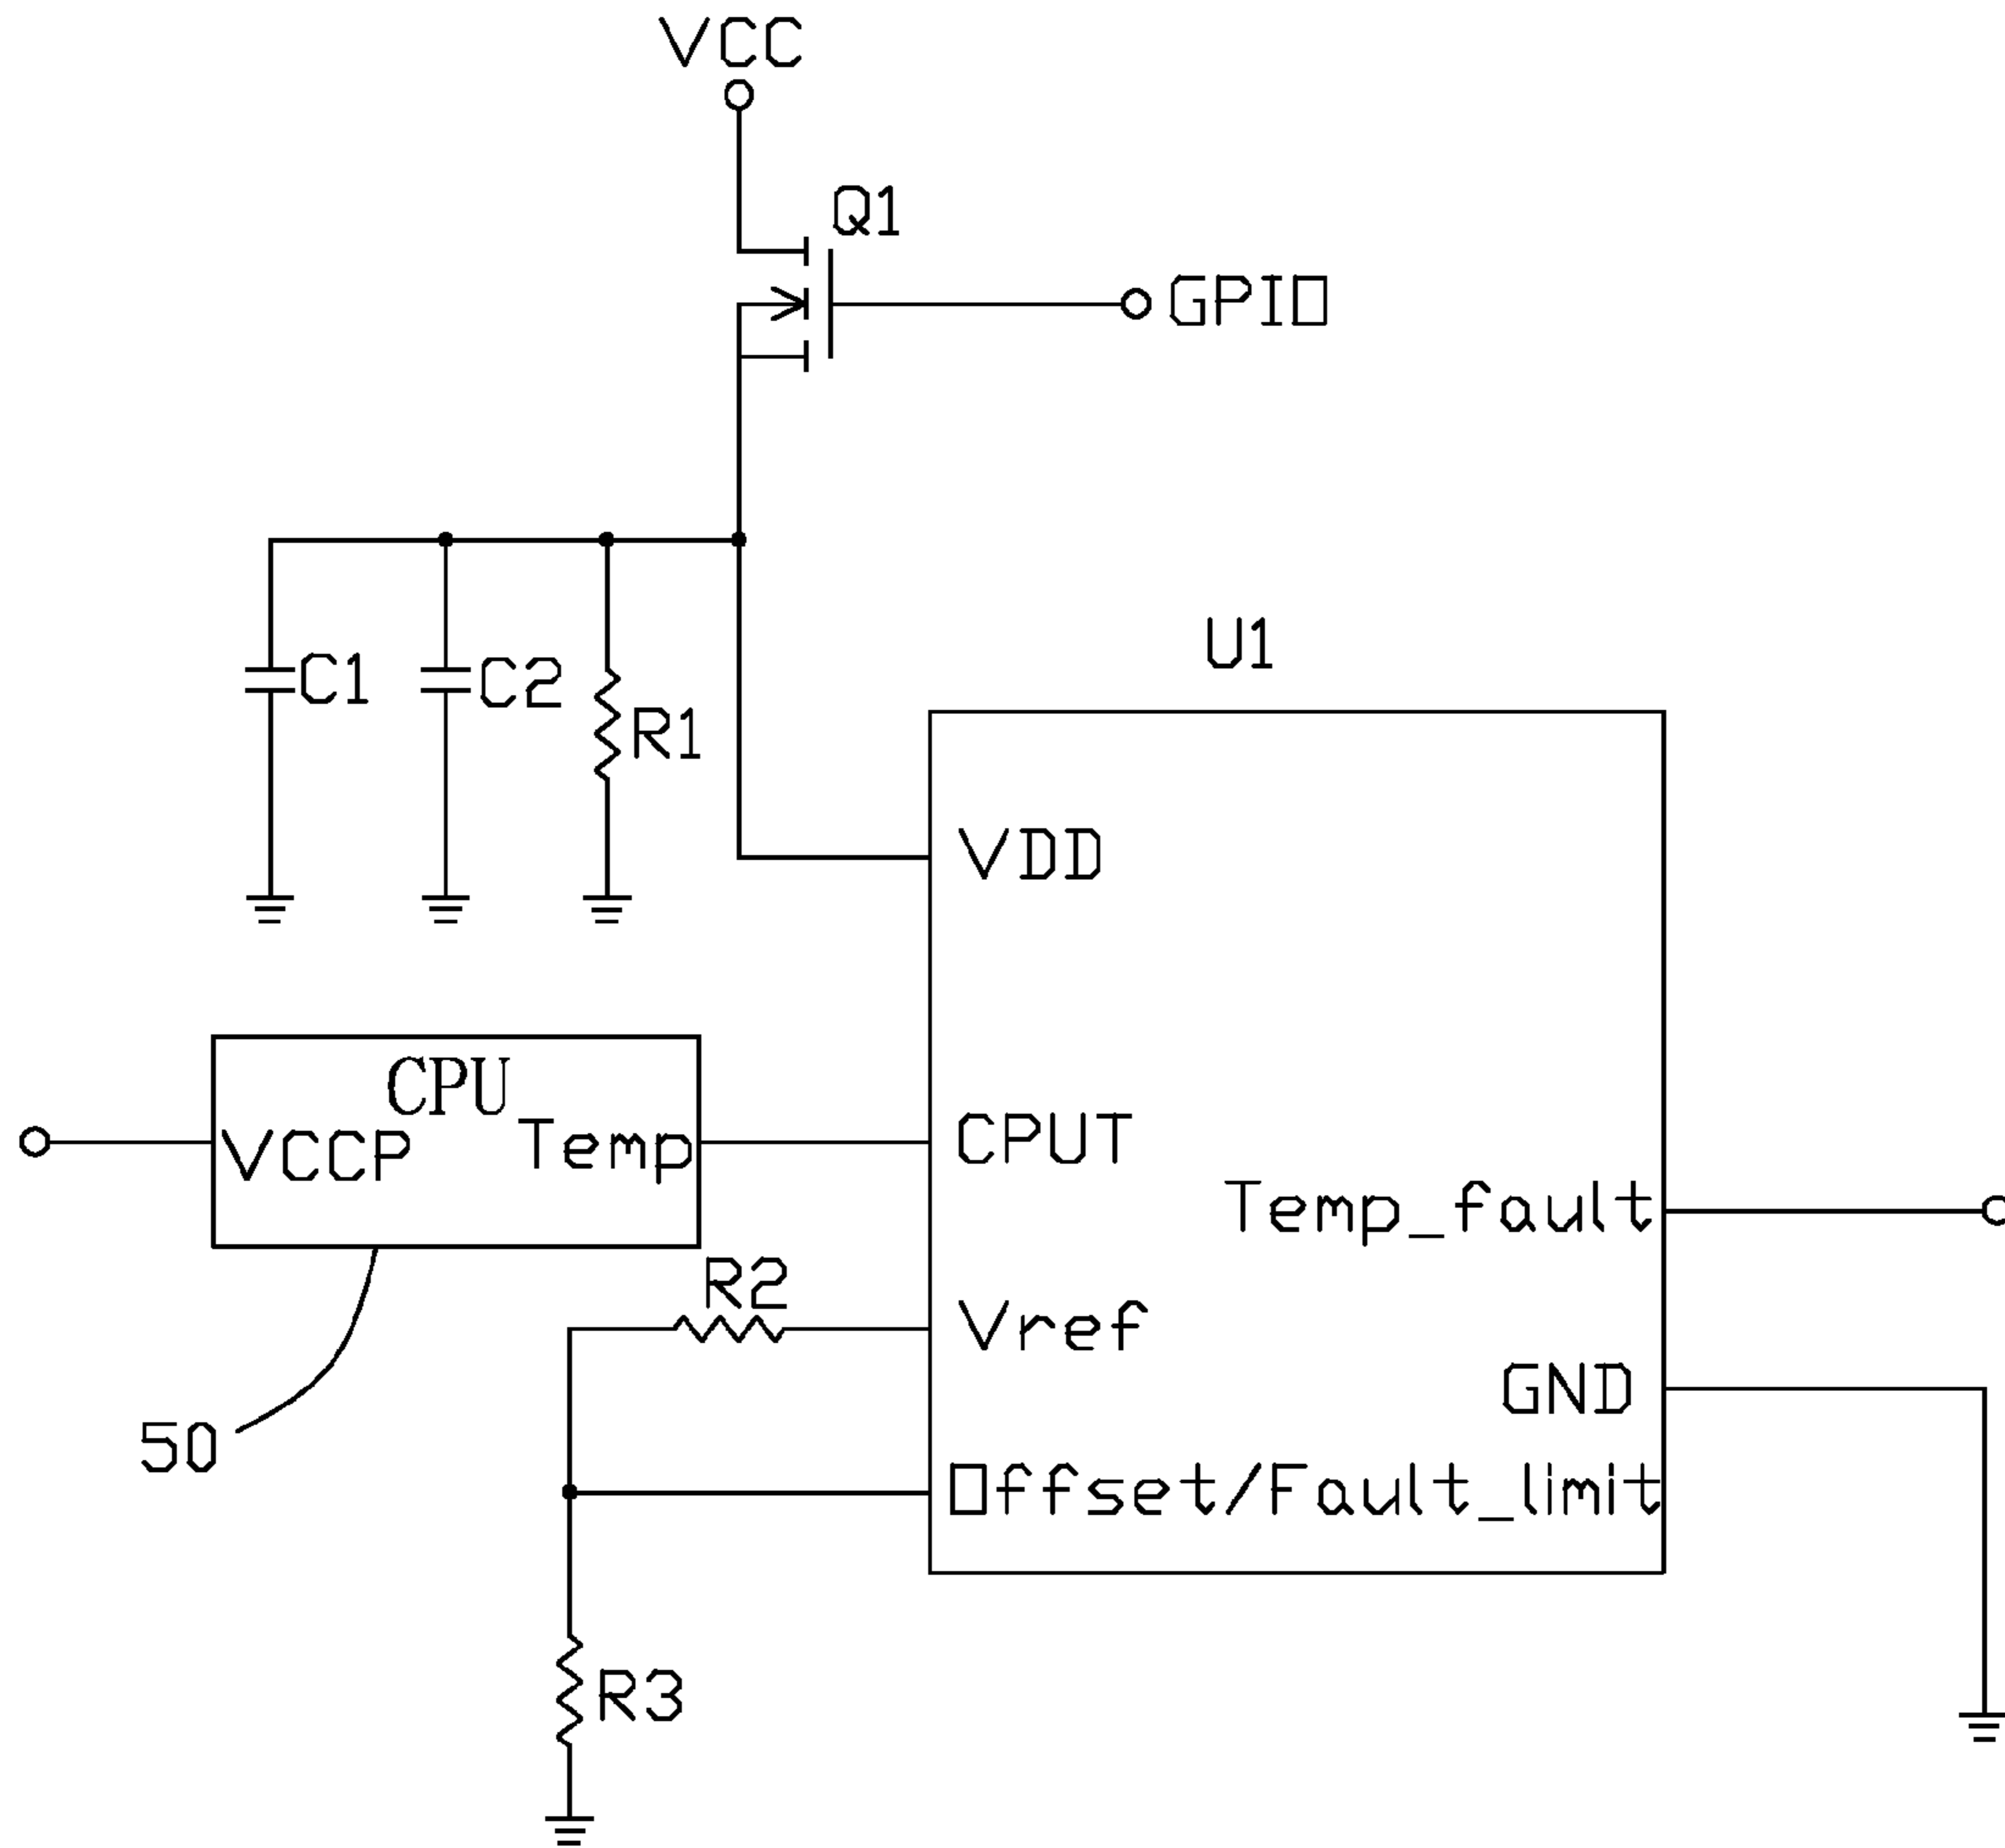 VCC
Q1
GPIO
U1
C1
C2
R1
VDD
CPU
VCCP
Temp
CPUT
Temp_fault
R2
Vref
GND
50
Offset/Fault_limit
R3